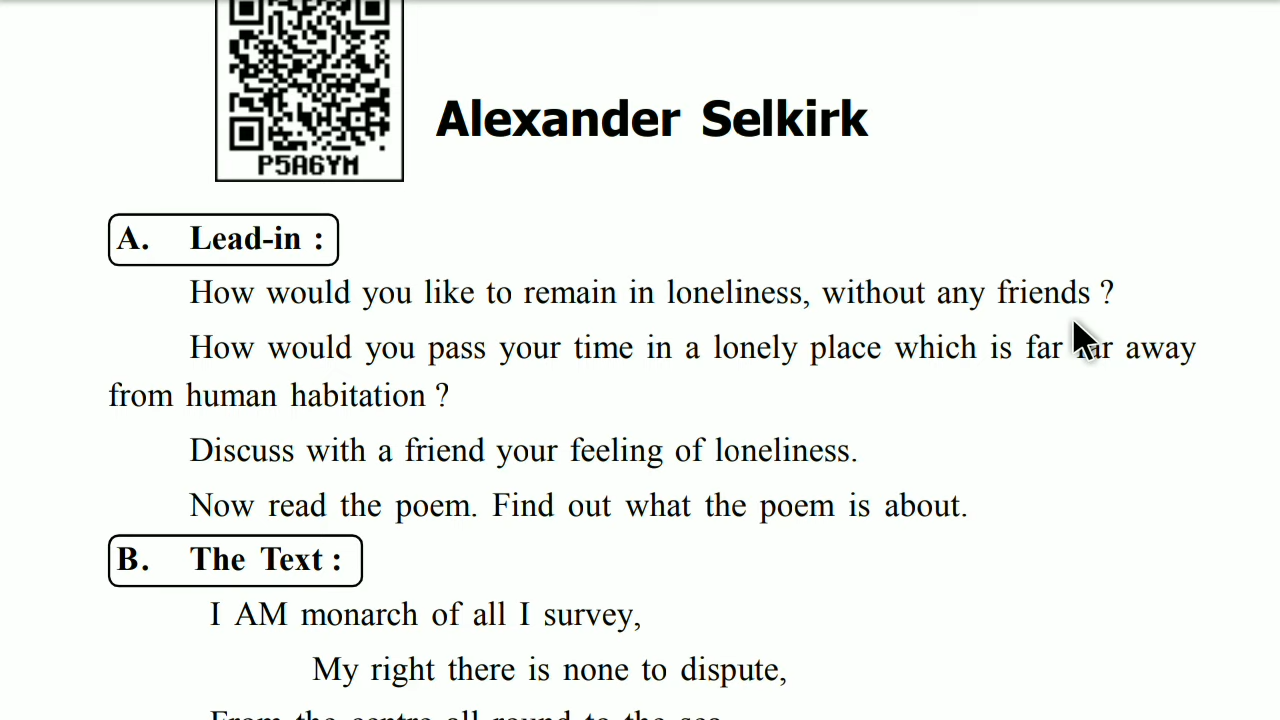 P5A6YM
Alexander Selkirk
A. Lead-in :
How would you like to remain in loneliness, without any friends ?
How would you pass your time in a lonely place which is far far away
from human habitation ?
Discuss with a friend your feeling of loneliness.
Now read the poem. Find out what the poem is about.
B. The Text :
I AM monarch of all I survey,
My right there is none to dispute,
From the centre all round to the sea